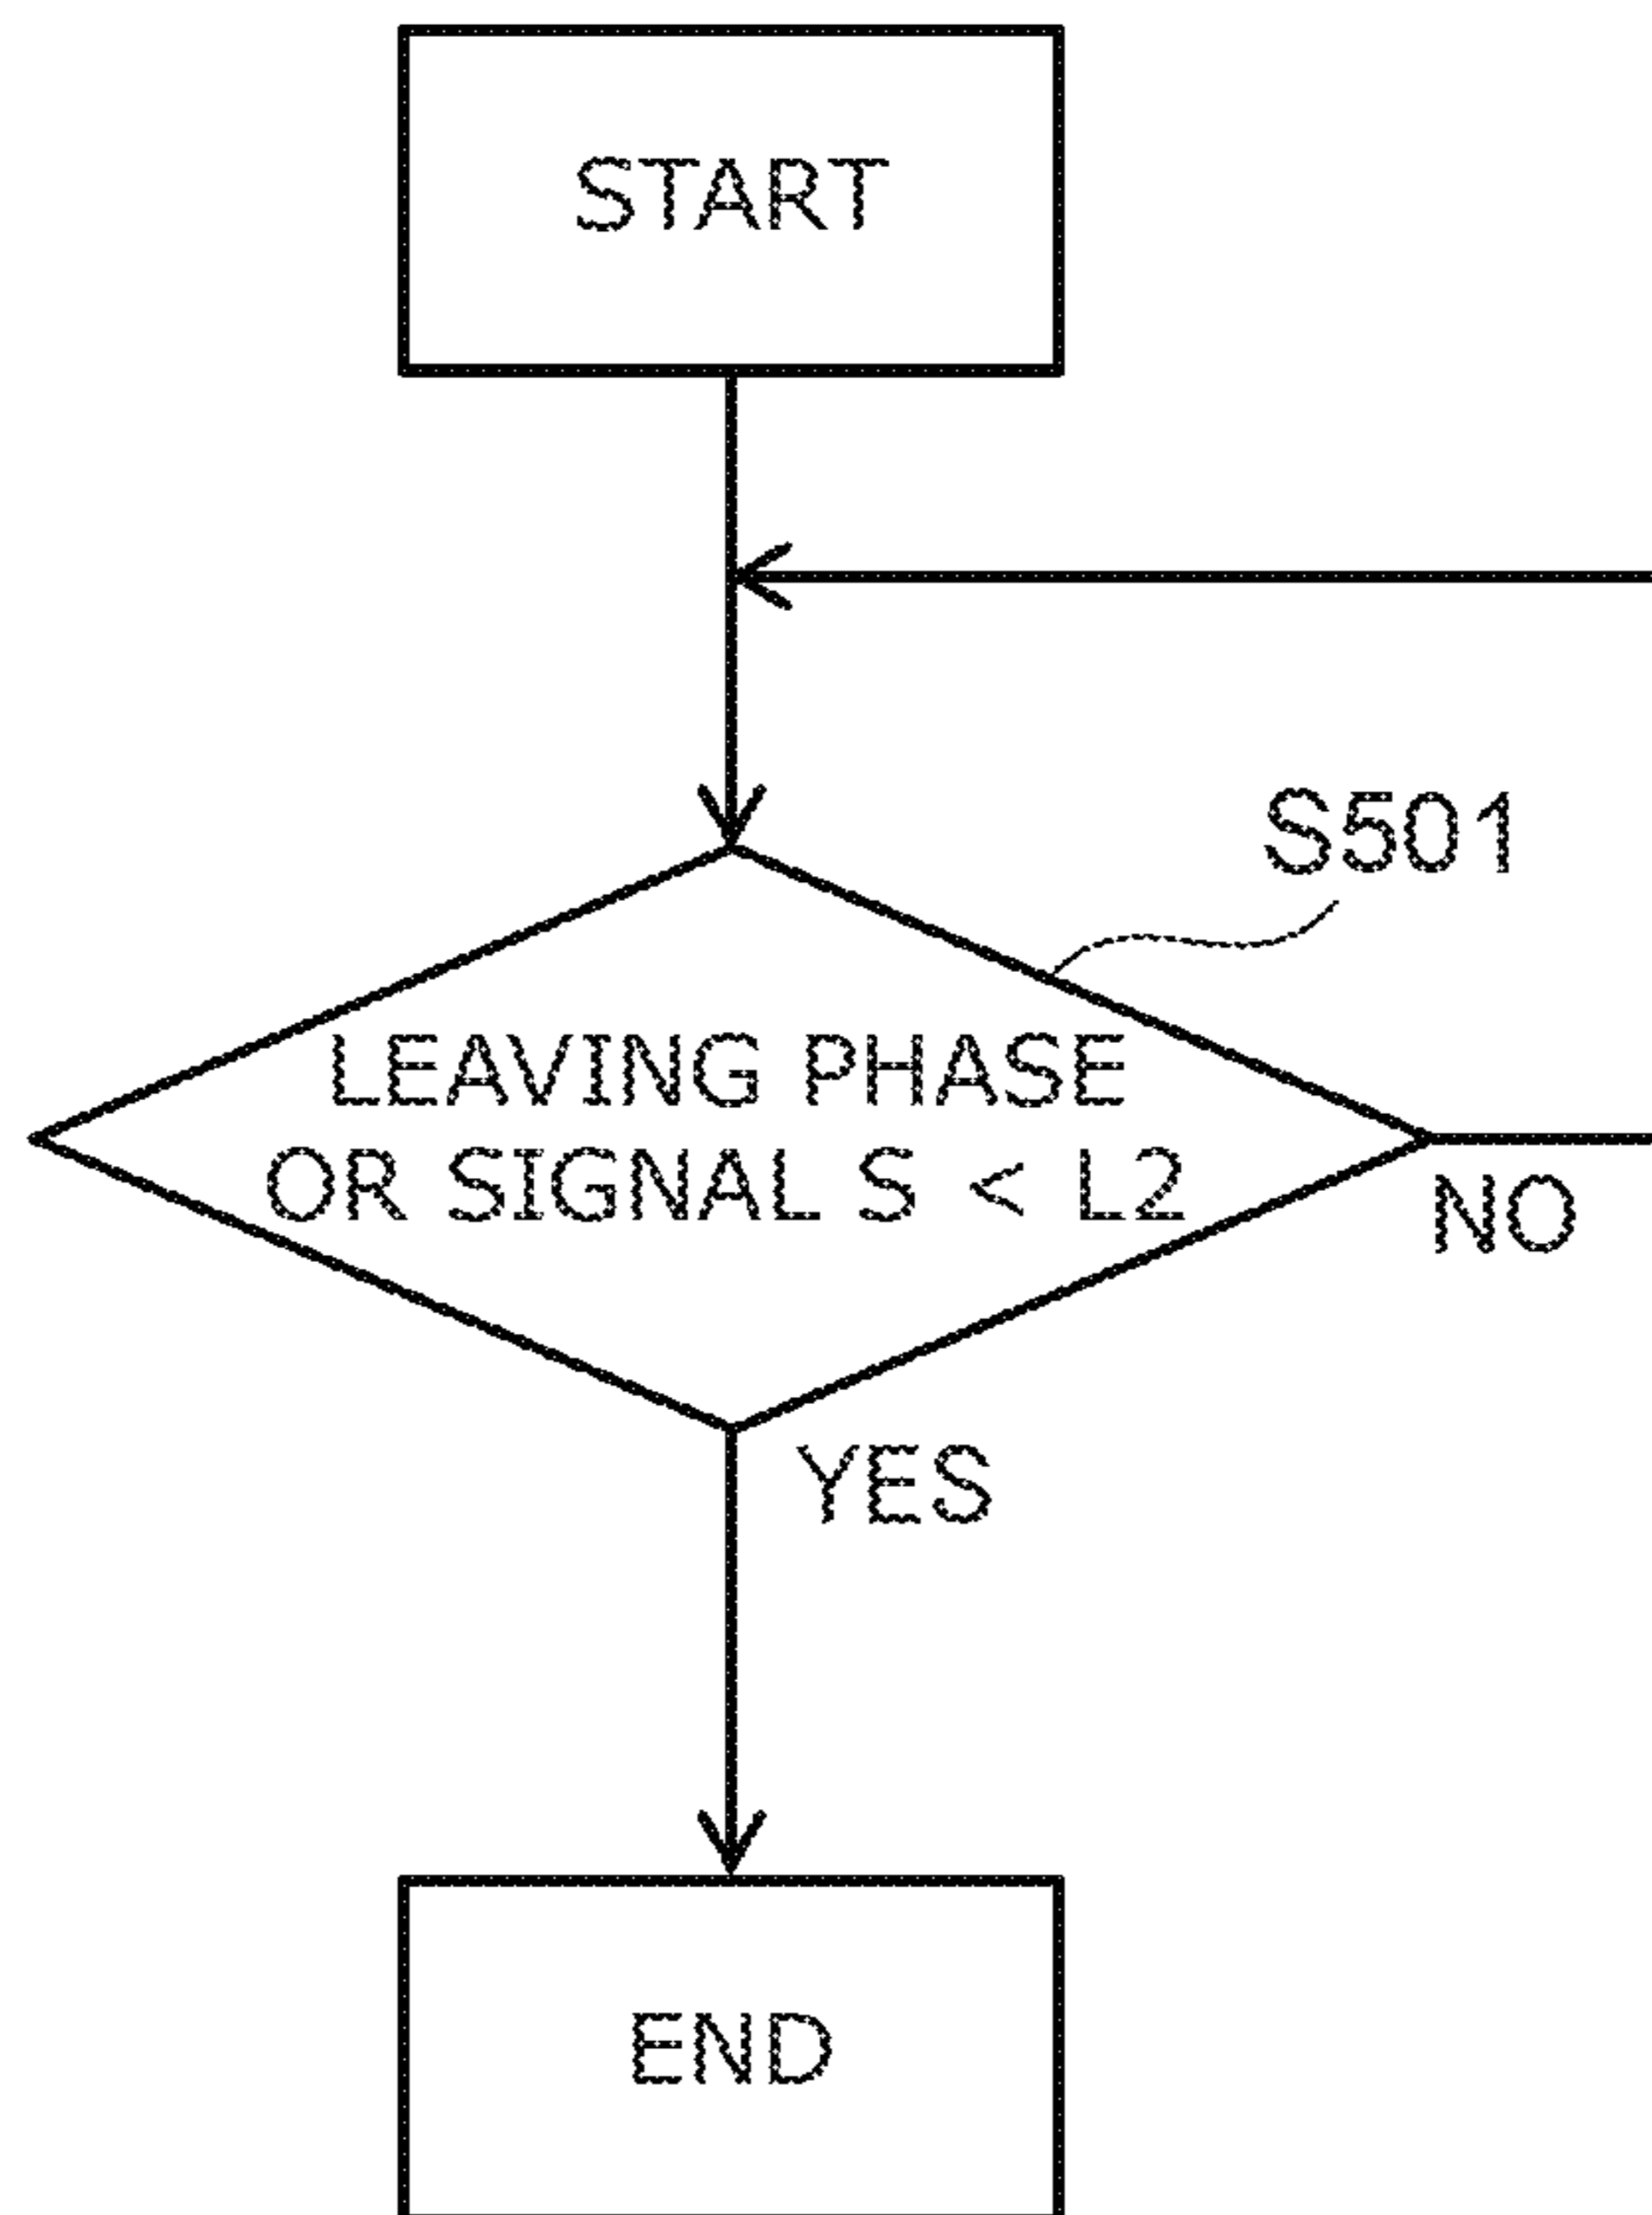 START
S501
LEAVING PHASE
OR SIGNAL S < L2
NO
YES
END